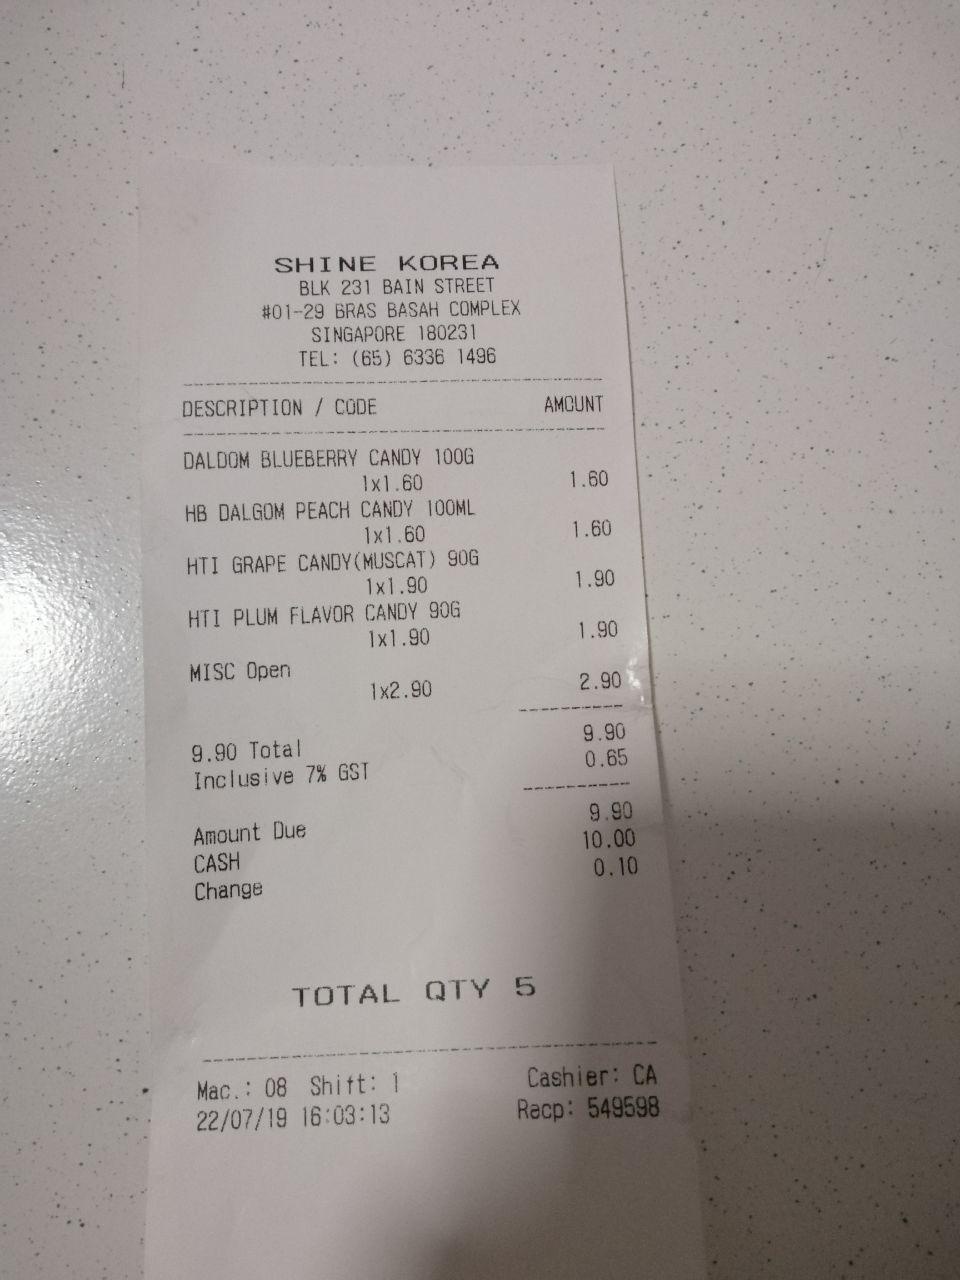 SHINE KOREA
BLK 231 BAIN STREET
#01-29 BRAS BASAH COMPLEX
SINGAPORE 180231
TEL: (65) 6336 1496
DESCRIPTION / CODE AMOUNT
DALDOM BLUEBERRY CANDY 100G
1x1.60 1.60
HB DALGOM PEACH CANDY 100ML
1x1.60 1.60
HTI GRAPE CANDY(MUSCAT) 90G
1x1.90 1.90
HTI PLUM FLAVOR CANDY 90G
1x1.90 1.90
MISC Open
1x2.90 2.90
9.90 Total 9.90
Inclusive 7% GST 0.65
Amount Due 9.90
CASH 10.00
Change 0.10
TOTAL QTY 5
Mac.: 08 Shift: 1 Cashier: CA
22/07/19 16:03:13 Racp: 549598